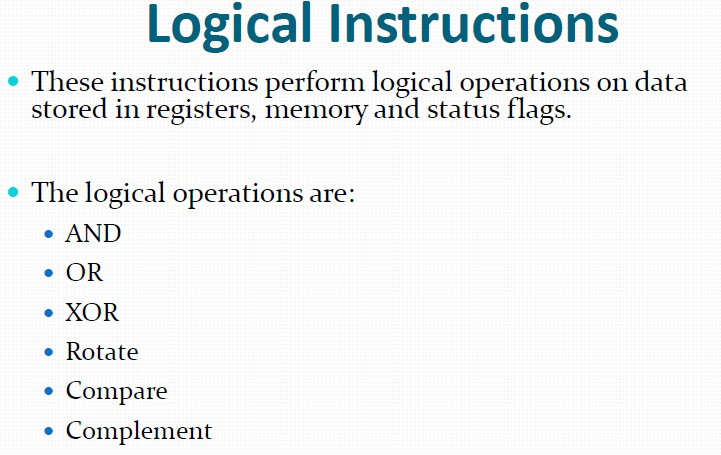 Logical Instructions
These instructions perform logical operations on data
stored in registers, memory and status flags.
The logical operations are:
AND
OR
XOR
Rotate
Compare
Complement